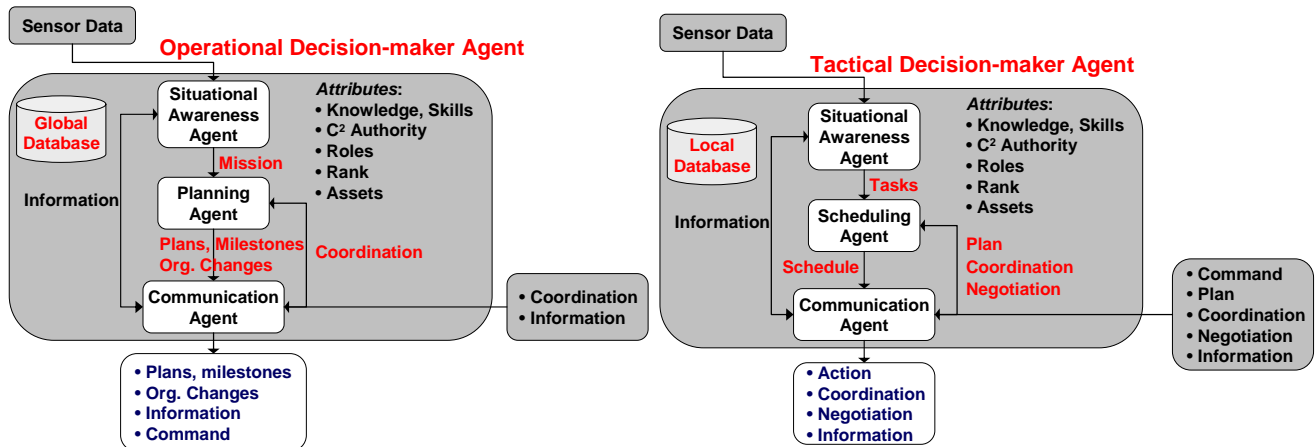 Sensor Data
Operational Decision-maker Agent
Situational
Awareness
Agent
Attributes:
• Knowledge, Skills
• C² Authority
• Roles
• Rank
• Assets
Global
Database
Mission
Information
Planning
Agent
Plans, Milestones
Org. Changes
Coordination
Communication
Agent
• Coordination
• Information
• Plans, milestones
• Org. Changes
• Information
• Command
Sensor Data
Tactical Decision-maker Agent
Situational
Awareness
Agent
Attributes:
• Knowledge, Skills
• C² Authority
• Roles
• Rank
• Assets
Local
Database
Tasks
Information
Scheduling
Agent
Schedule
Plan
Coordination
Negotiation
Communication
Agent
• Command
• Plan
• Coordination
• Negotiation
• Information
• Action
• Coordination
• Negotiation
• Information